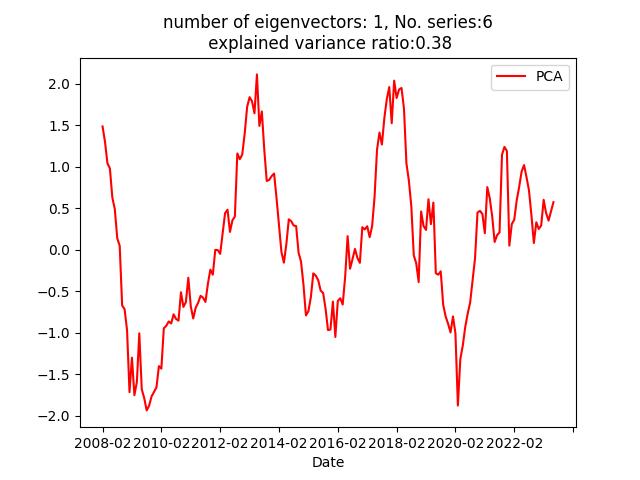 number of eigenvectors: 1, No. series:6
explained variance ratio:0.38
PCA
2.0
1.5
1.0
0.5
0.0
−0.5
−1.0
−1.5
−2.0
2008-02 2010-02 2012-02 2014-02 2016-02 2018-02 2020-02 2022-02
Date